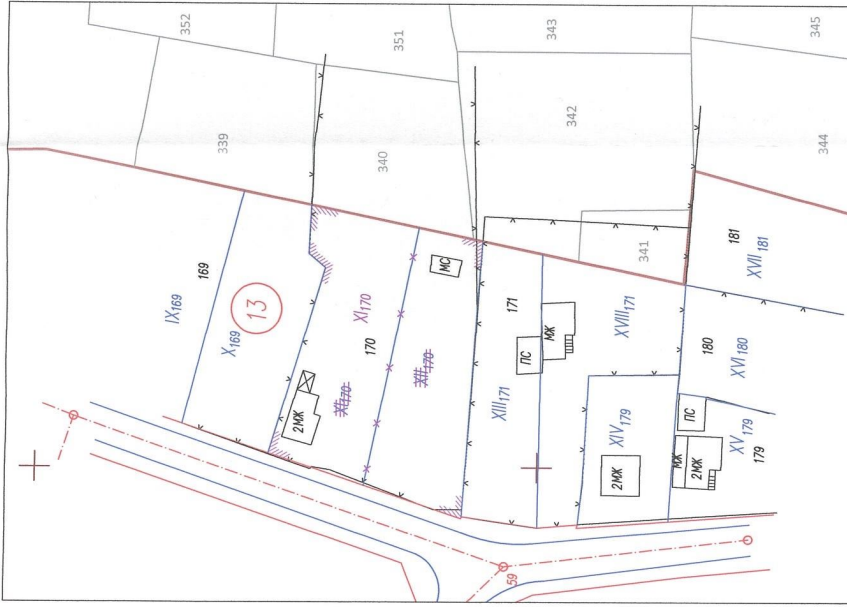 352
351
343
345
339
340
342
344
341
IX169
169
X169
13
XI170
170
XI170
XII170
2МЖ
МС
171
XIII171
ПС
МЖ
XVIII171
181
XVII181
180
XVI180
XIV179
2МЖ
ПС
МЖ
2МЖ
XV179
179
59